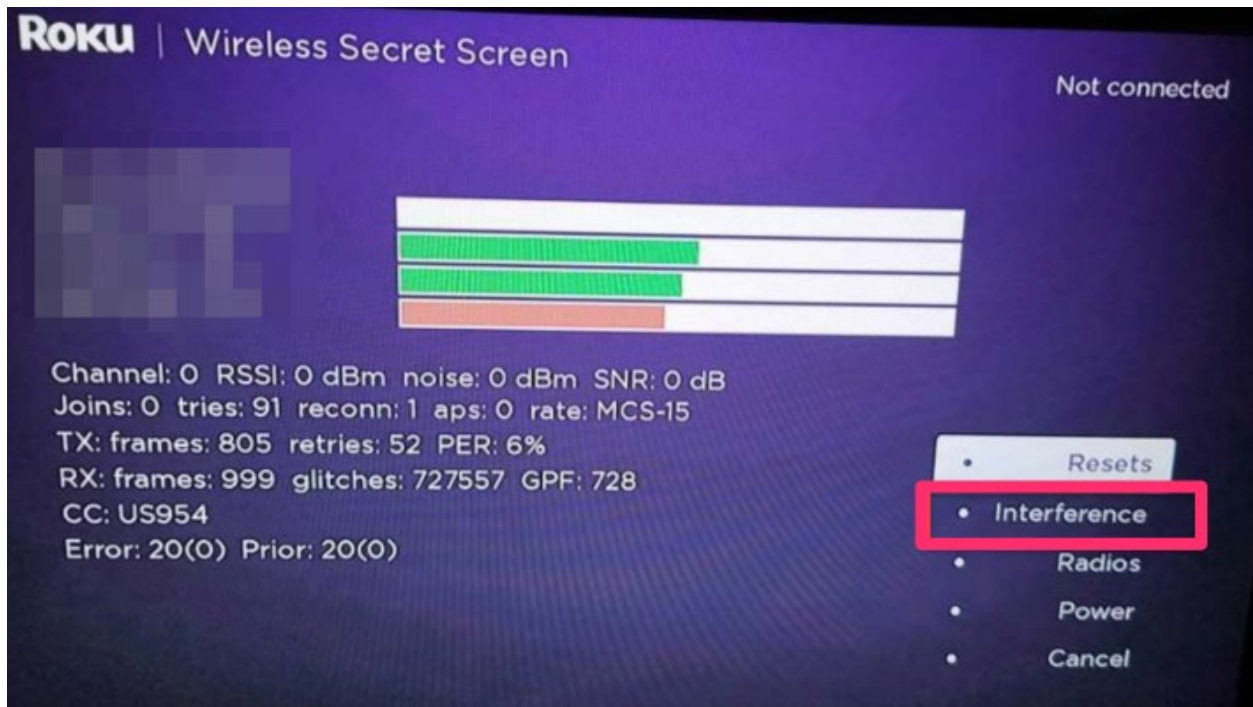 Roku | Wireless Secret Screen
Not connected
Channel: 0 RSSI: 0 dBm noise: 0 dBm SNR: 0 dB
Joins: 0 tries: 91 reconn: 1 aps: 0 rate: MCS-15
TX: frames: 805 retries: 52 PER: 6%
RX: frames: 999 glitches: 727557 GPF: 728
CC: US954
Error: 20(0) Prior: 20(0)
• Resets
• Interference
• Radios
• Power
• Cancel